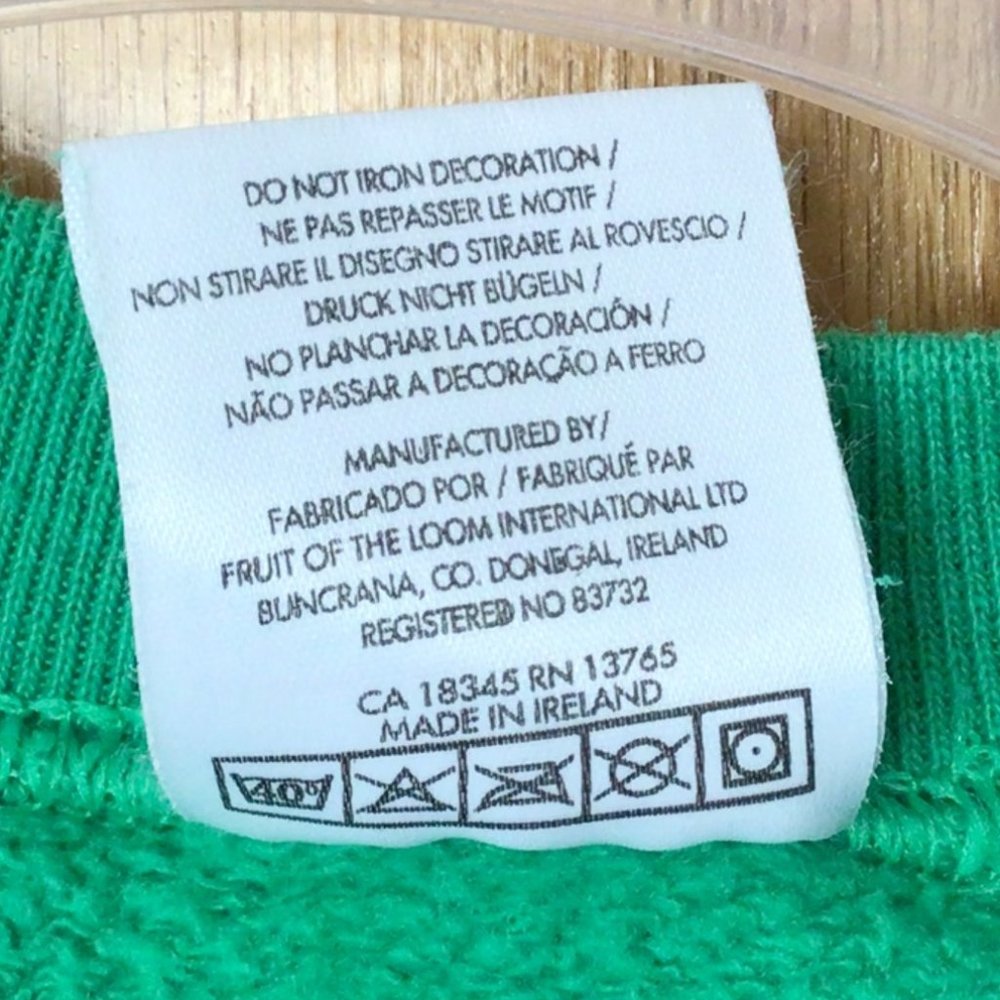 DO NOT IRON DECORATION /
NE PAS REPASSER LE MOTIF /
NON STIRARE IL DISEGNO STIRARE AL ROVESCIO /
DRUCK NICHT BÜGELN /
NO PLANCHAR LA DECORACIÓN /
NÃO PASSAR A DECORAÇÃO A FERRO
MANUFACTURED BY/
FABRICADO POR / FABRIQUÉ PAR
FRUIT OF THE LOOM INTERNATIONAL LTD
BUNCRANA, CO. DONEGAL, IRELAND
REGISTERED NO 83732
CA 18345 RN 13765
MADE IN IRELAND
40°